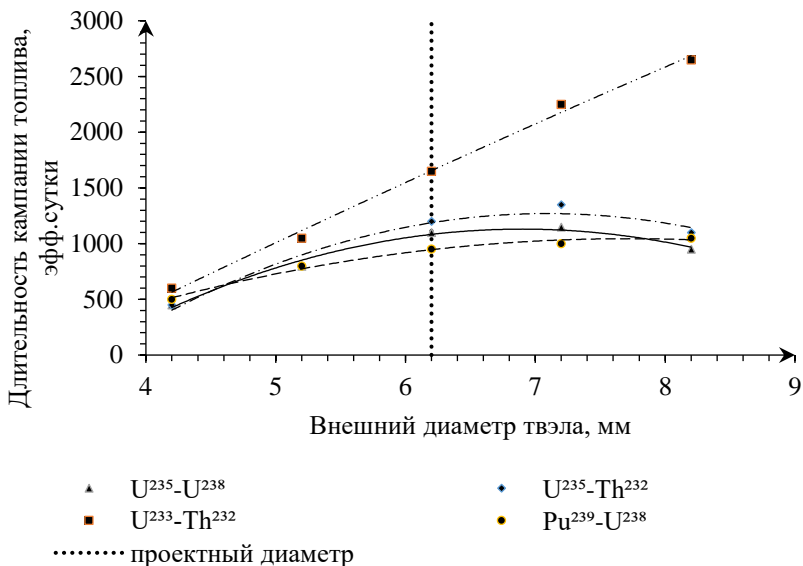 Длительность кампании топлива,
эфф.сутки
3000
2500
2000
1500
1000
500
0
4 5 6 7 8 9
Внешний диаметр твэла, мм
U²³⁵-U²³⁸
U²³⁵-Th²³²
U²³³-Th²³²
Pu²³⁹-U²³⁸
проектный диаметр